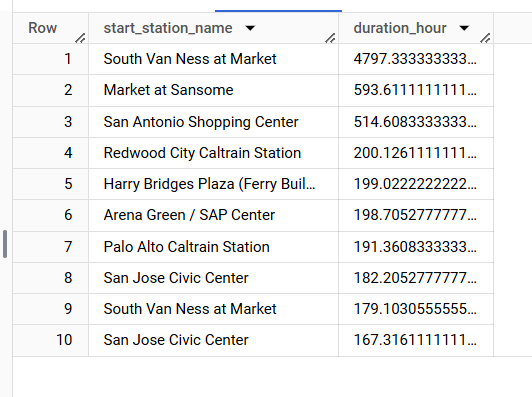 Row start_station_name duration_hour
1 South Van Ness at Market 4797.333333333...
2 Market at Sansome 593.6111111111...
3 San Antonio Shopping Center 514.6083333333...
4 Redwood City Caltrain Station 200.1261111111...
5 Harry Bridges Plaza (Ferry Buil... 199.0222222222...
6 Arena Green / SAP Center 198.7052777777...
7 Palo Alto Caltrain Station 191.3608333333...
8 San Jose Civic Center 182.2052777777...
9 South Van Ness at Market 179.1030555555...
10 San Jose Civic Center 167.3161111111...